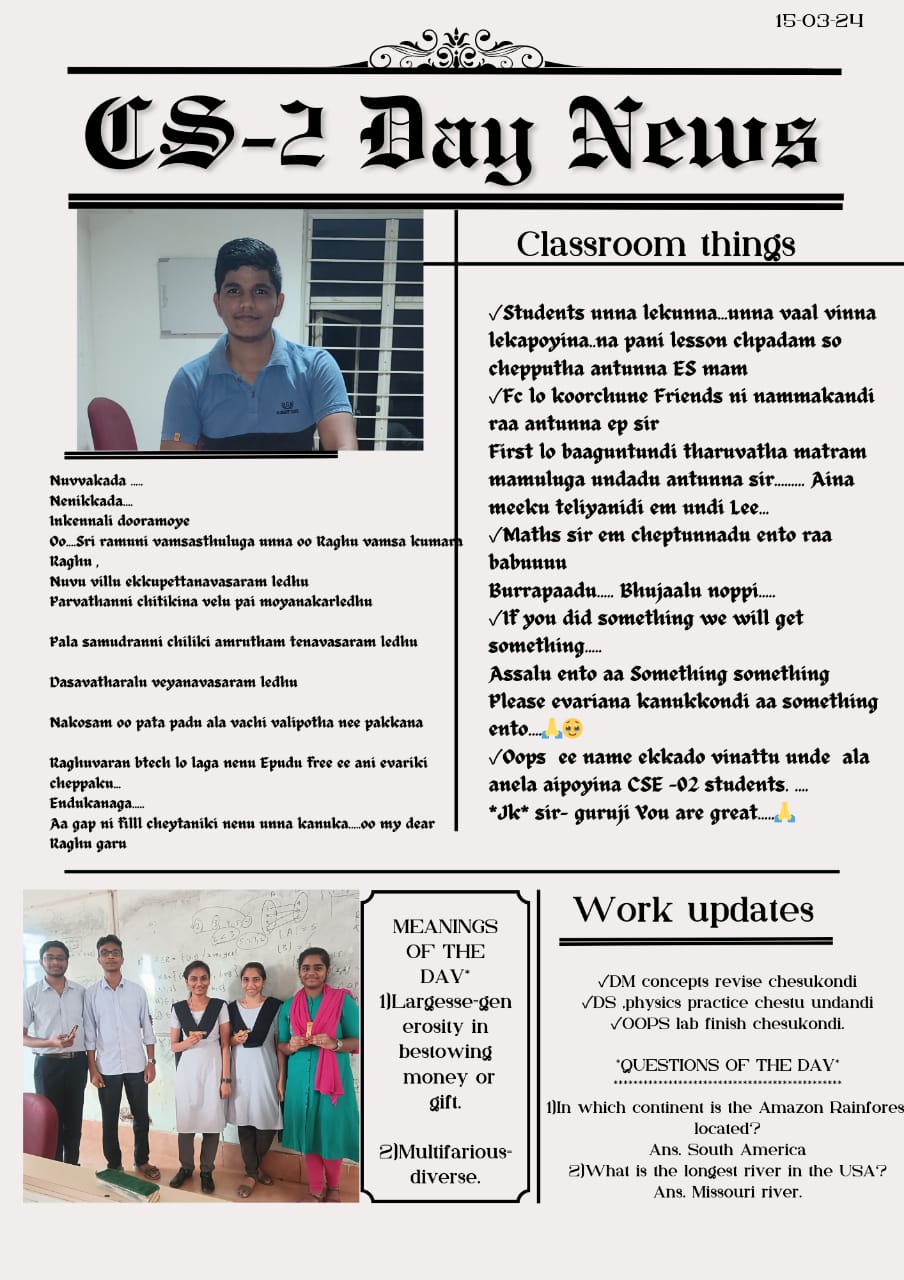 15-03-24
CS-2 Day News
Classroom things
✓Students unna lekunna...unna vaal vinna
lekapoyina..na pani lesson chpadam so
chepputha antunna ES mam
✓Fc lo koorchune Friends ni nammakandi
raa antunna ep sir
First lo baaguntundi tharuvatha matram
mamuluga undadu antunna sir......... Aina
meeku teliyanidi em undi Lee...
✓Maths sir em cheptunnadu ento raa
babuuuu
Burrapaadu..... Bhujaalu noppi.....
✓If you did something we will get
something.....
Assalu ento aa Something something
Please evariana kanukkondi aa something
ento....🙏🥹
✓Oops ee name ekkado vinattu unde ala
anela aipoyina CSE -02 students. ....
*Jk* sir- guruji You are great.....🙏
Nuvvakada .....
Nenikkada....
Inkennali dooramoye
Oo....Sri ramuni vamsasthuluga unna oo Raghu vamsa kumara
Raghu ,
Nuvu villu ekkupettanavasaram ledhu
Parvathanni chitikina velu pai moyanakarledhu
Pala samudranni chiliki amrutham tenavasaram ledhu
Dasavatharalu veyanavasaram ledhu
Nakosam oo pata padu ala vachi valipotha nee pakkana
Raghuvaran btech lo laga nenu Epudu free ee ani evariki
cheppaku...
Endukanaga.....
Aa gap ni filll cheytaniki nenu unna kanuka.....oo my dear
Raghu garu
MEANINGS
OF THE
DAY*
1)Largesse-gen
erosity in
bestowing
money or
gift.
2)Multifarious-
diverse.
Work updates
✓DM concepts revise chesukondi
✓DS ,physics practice chestu undandi
✓OOPS lab finish chesukondi.
*QUESTIONS OF THE DAY*
***********************************************
1)In which continent is the Amazon Rainfores
located?
Ans. South America
2)What is the longest river in the USA?
Ans. Missouri river.